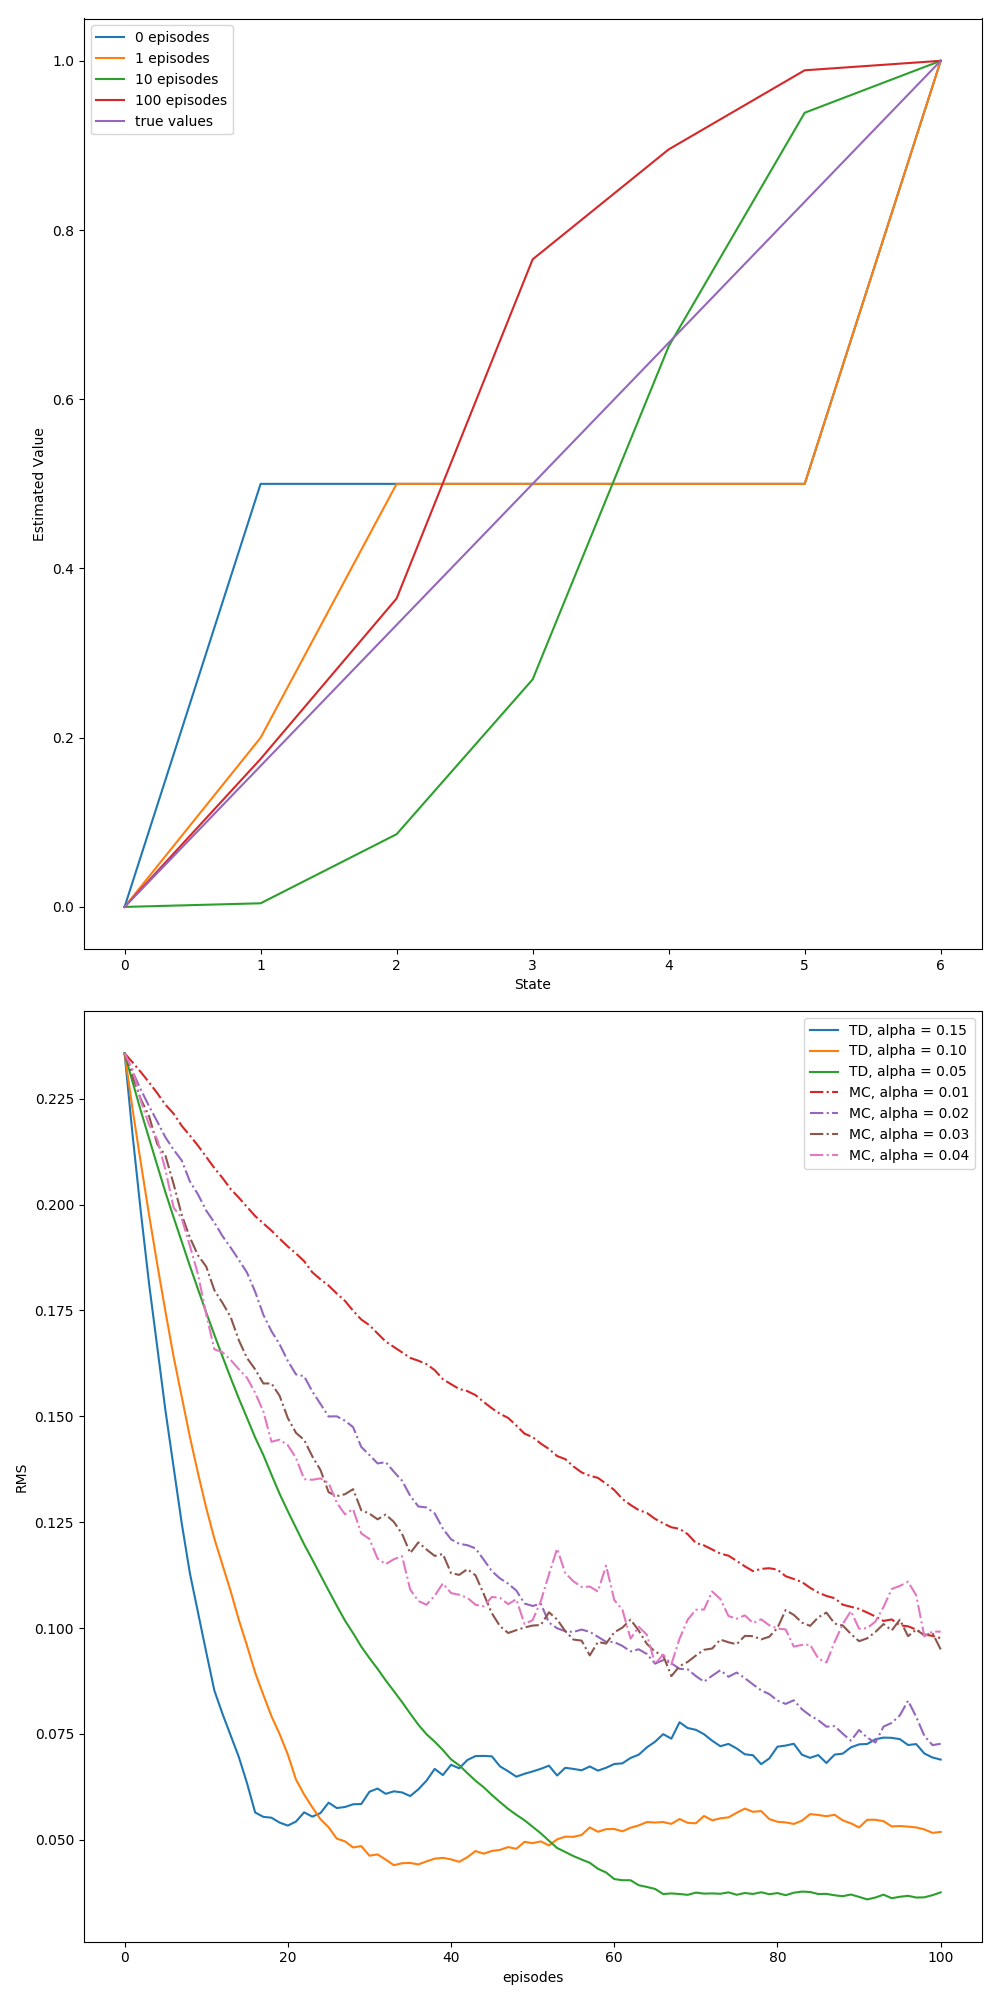 0 episodes
1 episodes
10 episodes
100 episodes
true values
1.0
0.8
0.6
0.4
0.2
0.0
Estimated Value
0 1 2 3 4 5 6
State
TD, alpha = 0.15
TD, alpha = 0.10
TD, alpha = 0.05
MC, alpha = 0.01
MC, alpha = 0.02
MC, alpha = 0.03
MC, alpha = 0.04
0.225
0.200
0.175
0.150
0.125
0.100
0.075
0.050
RMS
0 20 40 60 80 100
episodes